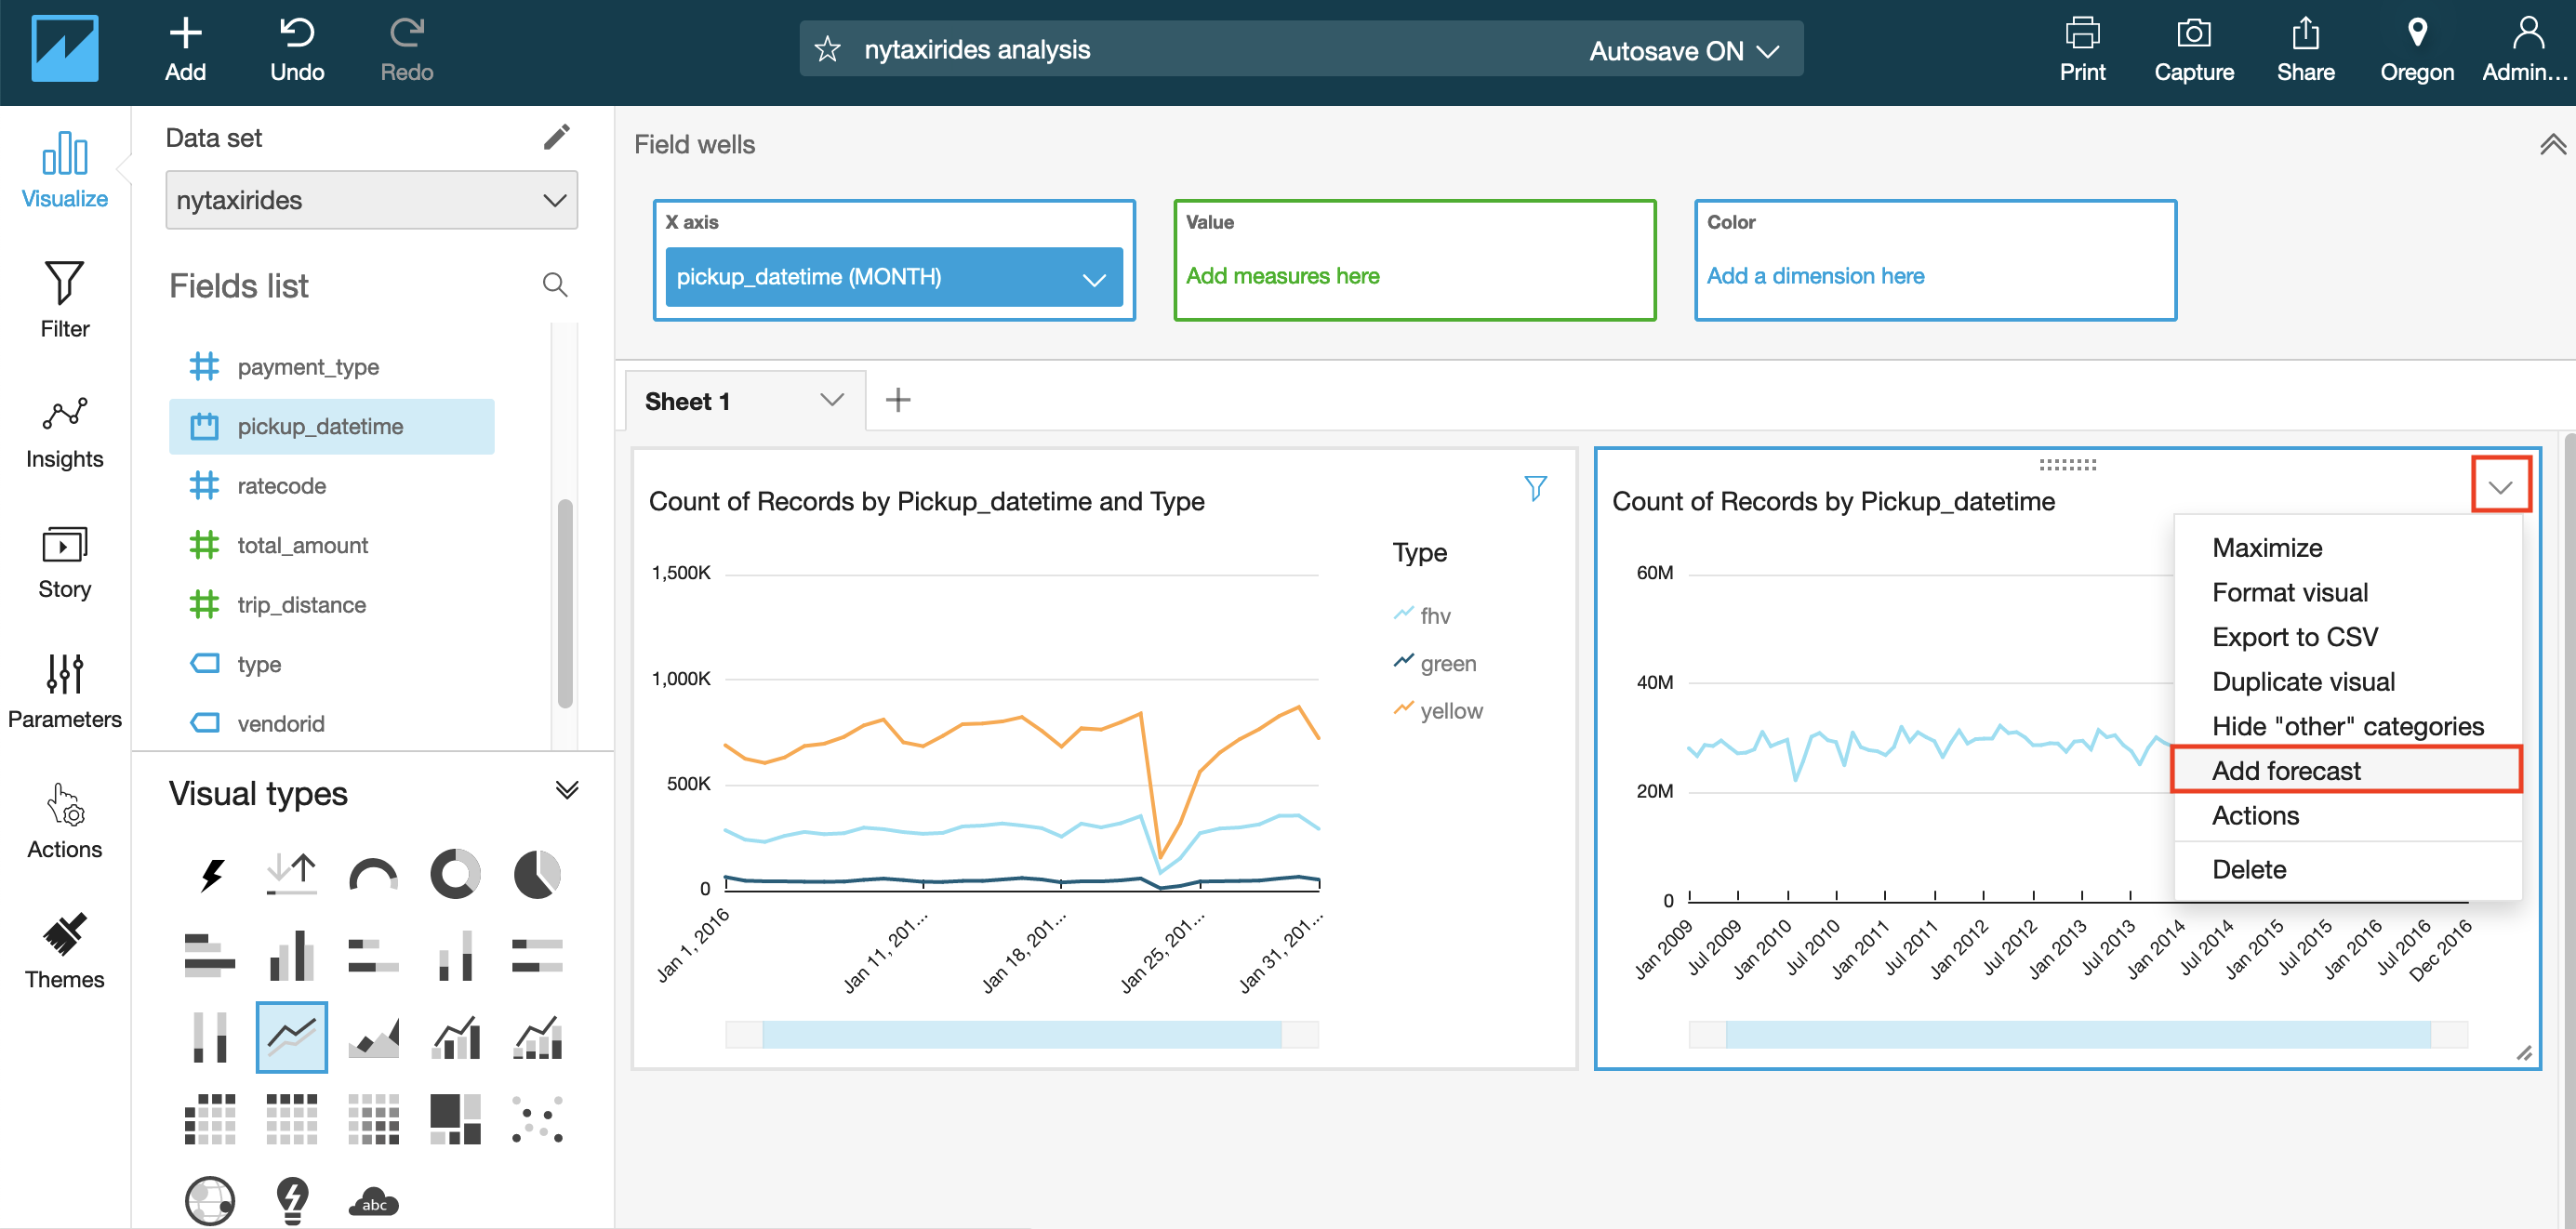 Add
Undo
Redo
nytaxirides analysis
Autosave ON
Print
Capture
Share
Oregon
Admin...
Visualize
Filter
Insights
Story
Parameters
Actions
Themes
Data set
nytaxirides
Fields list
payment_type
pickup_datetime
ratecode
total_amount
trip_distance
type
vendorid
Visual types
abc
Field wells
X axis
pickup_datetime (MONTH)
Value
Add measures here
Color
Add a dimension here
Sheet 1
Count of Records by Pickup_datetime and Type
Type
fhv
green
yellow
1,500K
1,000K
500K
0
Jan 1, 2016
Jan 11, 201...
Jan 18, 201...
Jan 25, 201...
Jan 31, 201...
Count of Records by Pickup_datetime
60M
40M
20M
0
Jan 2009
Jul 2009
Jan 2010
Jul 2010
Jan 2011
Jul 2011
Jan 2012
Jul 2012
Jan 2013
Jul 2013
Jan 2014
Jul 2014
Jan 2015
Jul 2015
Jan 2016
Jul 2016
Dec 2016
Maximize
Format visual
Export to CSV
Duplicate visual
Hide "other" categories
Add forecast
Actions
Delete